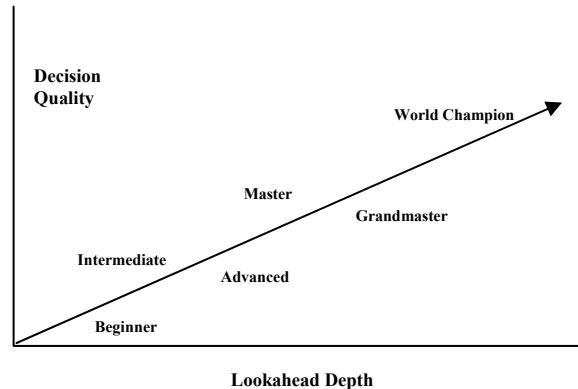 Decision
Quality
World Champion
Master
Grandmaster
Intermediate
Advanced
Beginner
Lookahead Depth